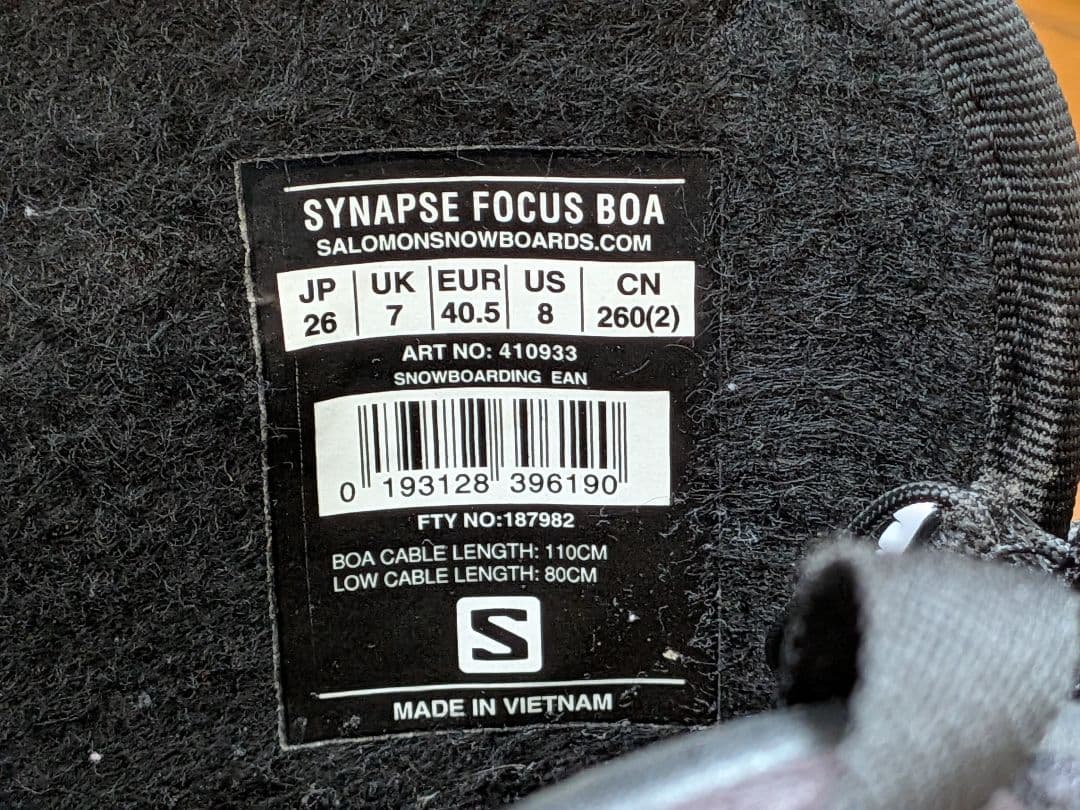 SYNAPSE FOCUS BOA
SALOMONSNOWBOARDS.COM
JP UK EUR US CN
26 7 40.5 8 260(2)
ART NO: 410933
SNOWBOARDING EAN
0 193128 396190
FTY NO:187982
BOA CABLE LENGTH: 110CM
LOW CABLE LENGTH: 80CM
S
MADE IN VIETNAM